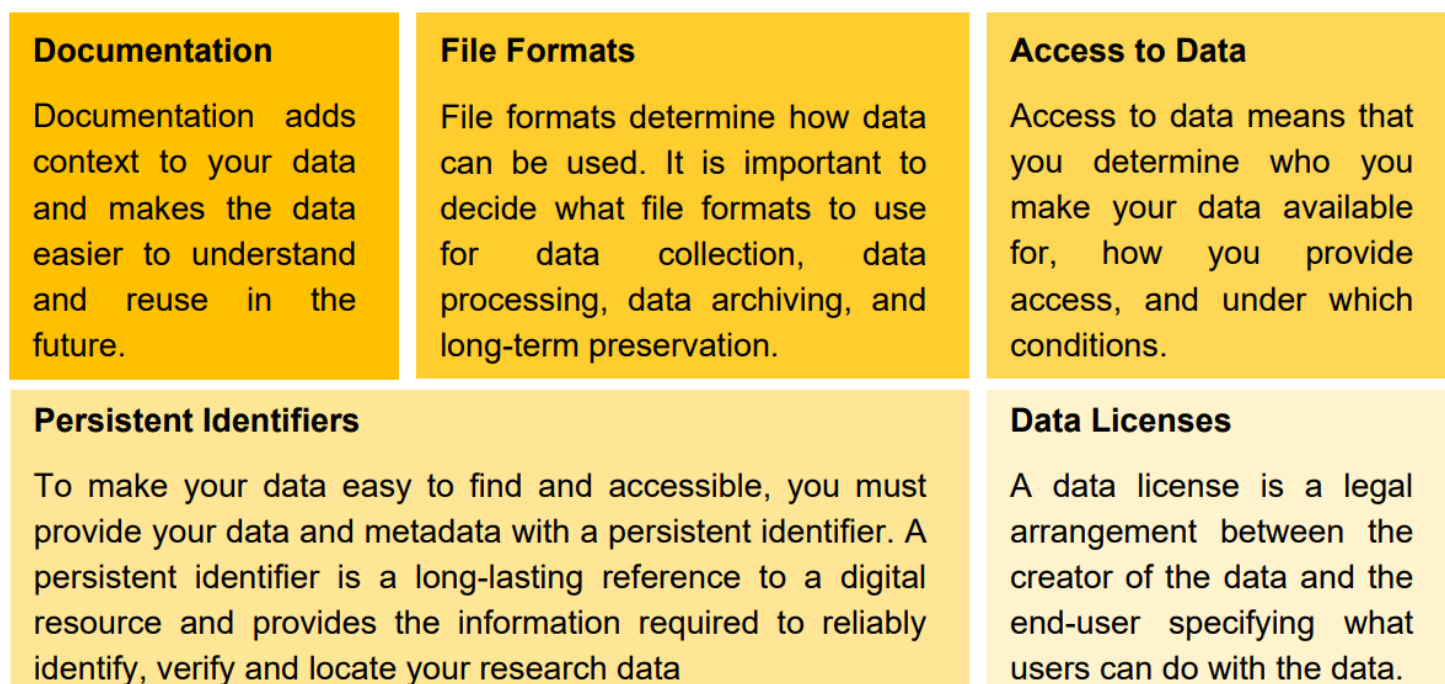 Documentation
Documentation adds
context to your data
and makes the data
easier to understand
and reuse in the
future.
File Formats
File formats determine how data
can be used. It is important to
decide what file formats to use
for data collection, data
processing, data archiving, and
long-term preservation.
Access to Data
Access to data means that
you determine who you
make your data available
for, how you provide
access, and under which
conditions.
Persistent Identifiers
To make your data easy to find and accessible, you must
provide your data and metadata with a persistent identifier. A
persistent identifier is a long-lasting reference to a digital
resource and provides the information required to reliably
identify, verify and locate your research data
Data Licenses
A data license is a legal
arrangement between the
creator of the data and the
end-user specifying what
users can do with the data.